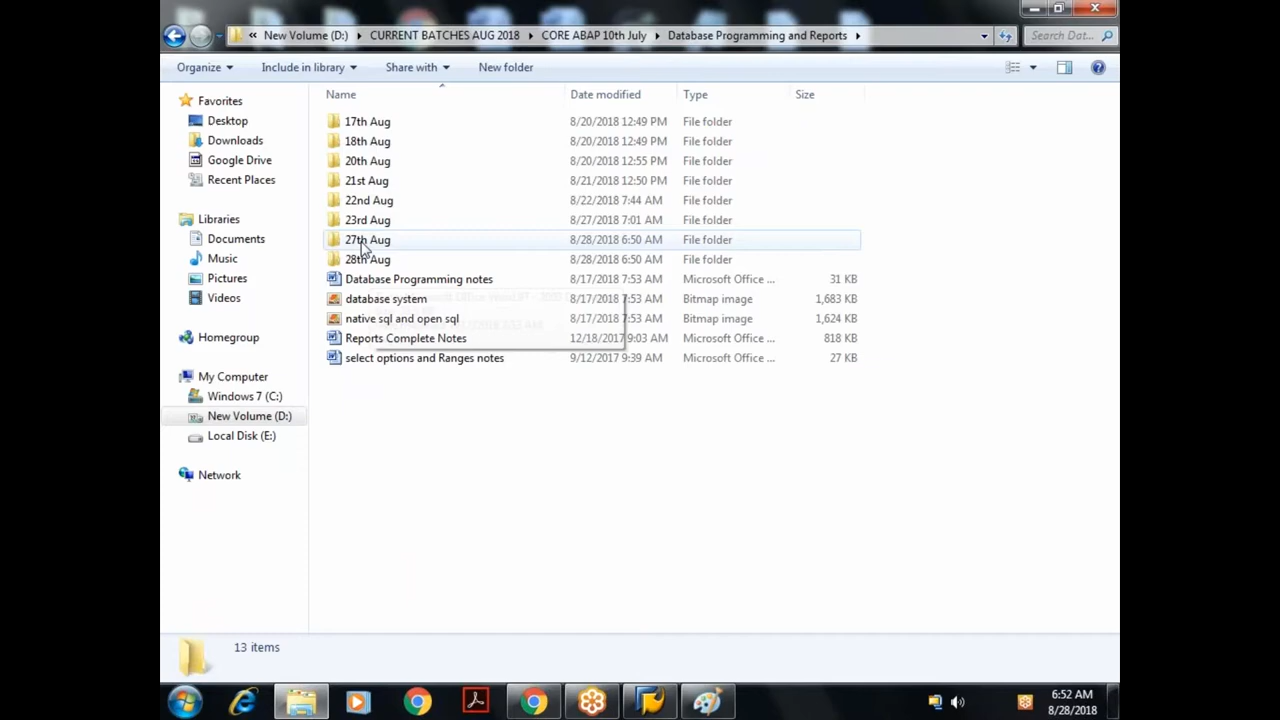 « New Volume (D:) ▸ CURRENT BATCHES AUG 2018 ▸ CORE ABAP 10th July ▸ Database Programming and Reports ▸
Search Dat...
Organize Include in library Share with New folder
Name Date modified Type Size
Favorites
Desktop
Downloads
Google Drive
Recent Places
Libraries
Documents
Music
Pictures
Videos
Homegroup
My Computer
Windows 7 (C:)
New Volume (D:)
Local Disk (E:)
Network
17th Aug 8/20/2018 12:49 PM File folder
18th Aug 8/20/2018 12:49 PM File folder
20th Aug 8/20/2018 12:55 PM File folder
21st Aug 8/21/2018 12:50 PM File folder
22nd Aug 8/22/2018 7:44 AM File folder
23rd Aug 8/27/2018 7:01 AM File folder
27th Aug 8/28/2018 6:50 AM File folder
28th Aug 8/28/2018 6:50 AM File folder
Database Programming notes 8/17/2018 7:53 AM Microsoft Office ... 31 KB
database system 8/17/2018 7:53 AM Bitmap image 1,683 KB
native sql and open sql 8/17/2018 7:53 AM Bitmap image 1,624 KB
Reports Complete Notes 12/18/2017 9:03 AM Microsoft Office ... 818 KB
select options and Ranges notes 9/12/2017 9:39 AM Microsoft Office ... 27 KB
13 items
6:52 AM
8/28/2018